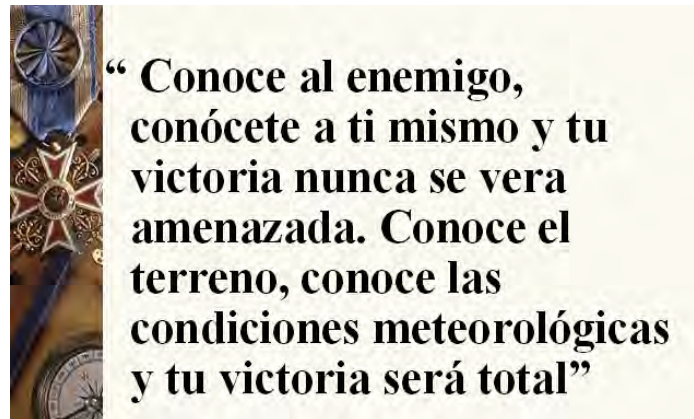 “ Conoce al enemigo,
conócete a ti mismo y tu
victoria nunca se vera
amenazada. Conoce el
terreno, conoce las
condiciones meteorológicas
y tu victoria será total”